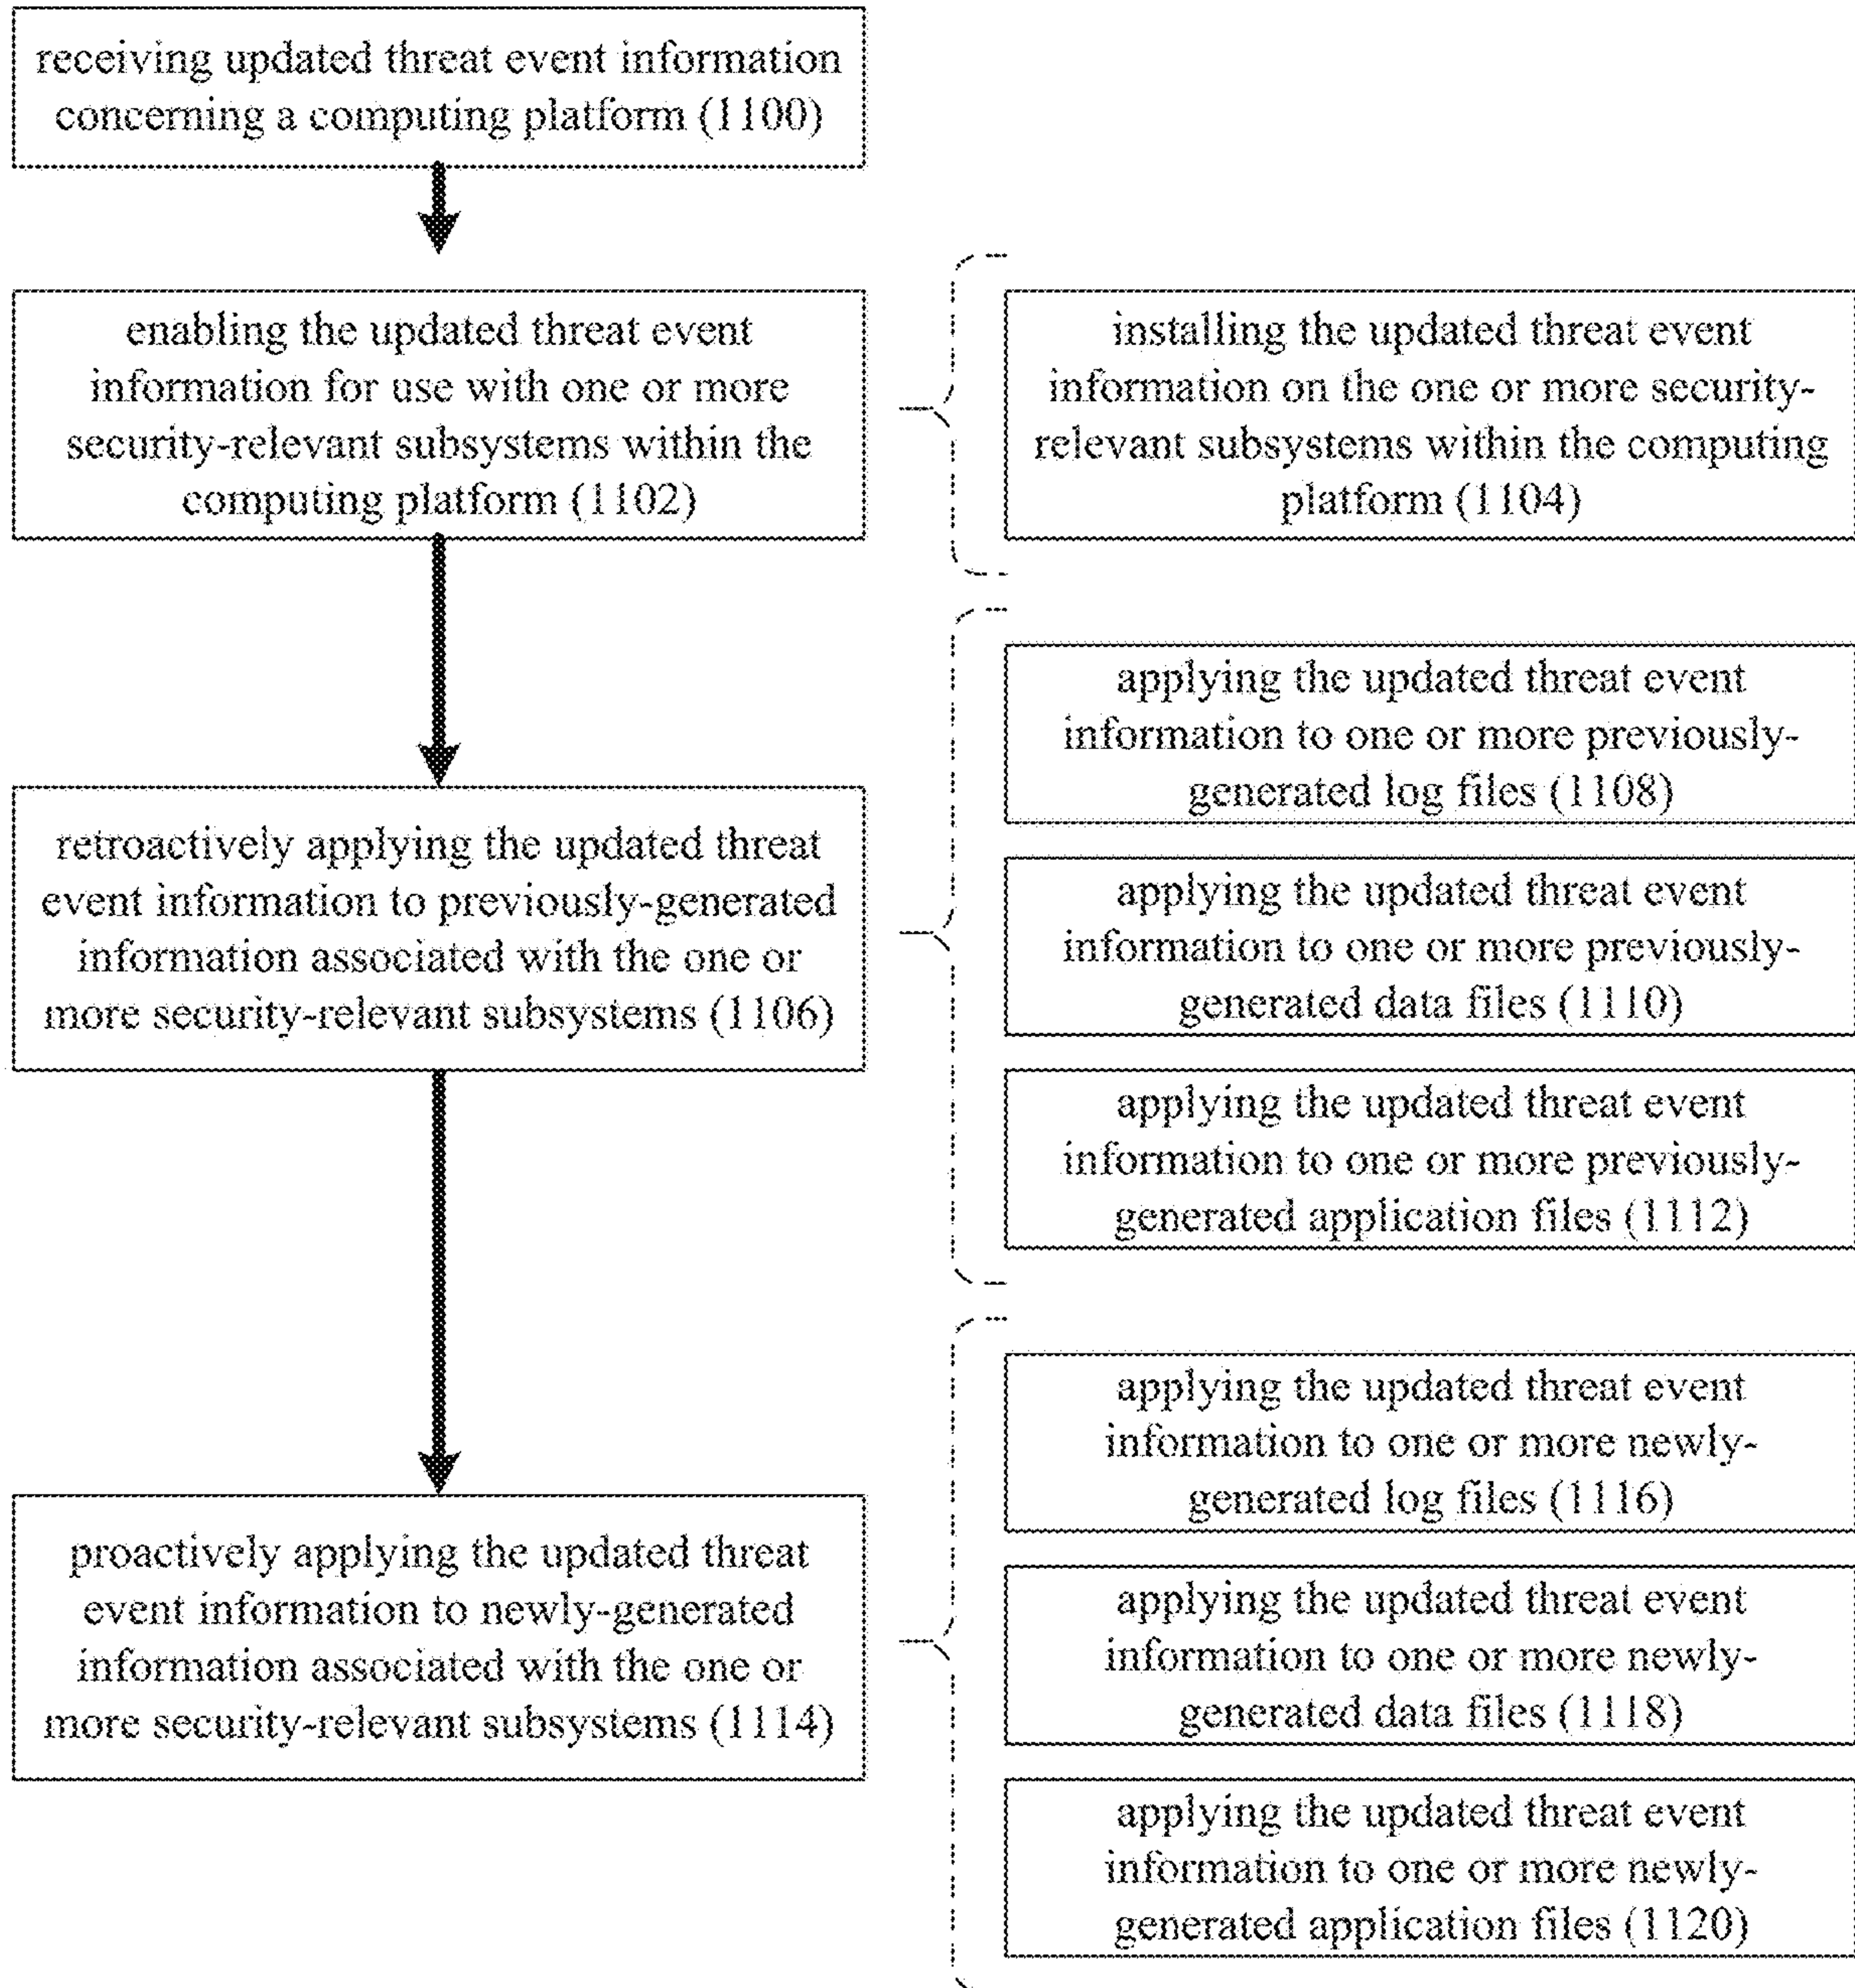 receiving updated threat event information
concerning a computing platform (1100)
enabling the updated threat event
information for use with one or more
security-relevant subsystems within the
computing platform (1102)
installing the updated threat event
information on the one or more security-
relevant subsystems within the computing
platform (1104)
retroactively applying the updated threat
event information to previously-generated
information associated with the one or
more security-relevant subsystems (1106)
applying the updated threat event
information to one or more previously-
generated log files (1108)
applying the updated threat event
information to one or more previously-
generated data files (1110)
applying the updated threat event
information to one or more previously-
generated application files (1112)
proactively applying the updated threat
event information to newly-generated
information associated with the one or
more security-relevant subsystems (1114)
applying the updated threat event
information to one or more newly-
generated log files (1116)
applying the updated threat event
information to one or more newly-
generated data files (1118)
applying the updated threat event
information to one or more newly-
generated application files (1120)